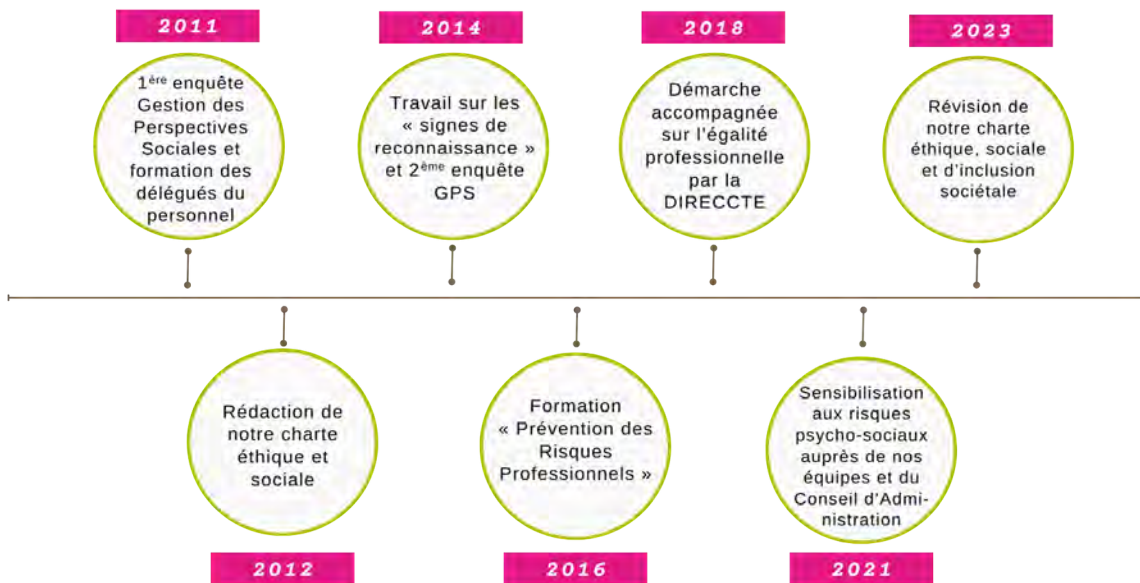 2011
1ère enquête
Gestion des
Perspectives
Sociales et
formation des
délégués du
personnel
2012
Rédaction de
notre charte
éthique et
sociale
2014
Travail sur les
« signes de
reconnaissance »
et 2ème enquête
GPS
2016
Formation
« Prévention des
Risques
Professionnels »
2018
Démarche
accompagnée
sur l'égalité
professionnelle
par la
DIRECCTE
2021
Sensibilisation
aux risques
psycho-sociaux
auprès de nos
équipes et du
Conseil d'Admi-
nistration
2023
Révision de
notre charte
éthique, sociale
et d'inclusion
sociétale